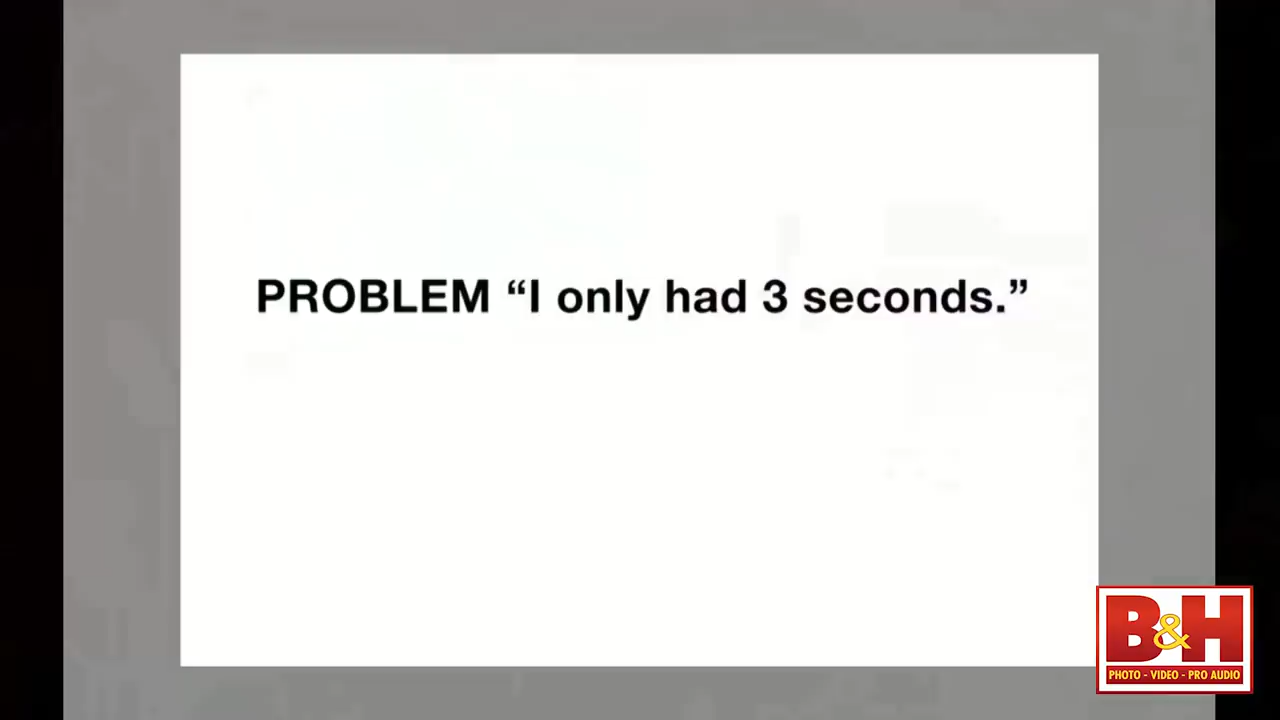 PROBLEM “I only had 3 seconds.”
B&H
PHOTO - VIDEO - PRO AUDIO